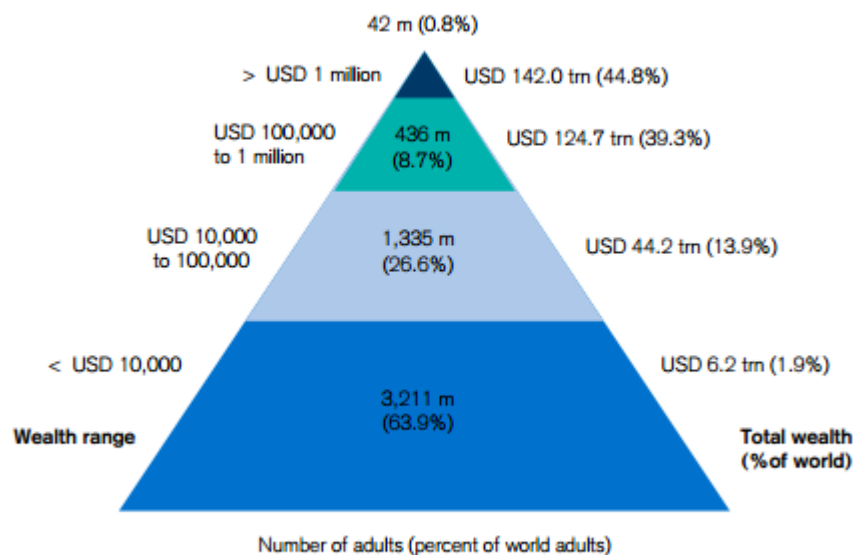 42 m (0.8%)
> USD 1 million
USD 142.0 trn (44.8%)
USD 100,000
to 1 million
436 m
(8.7%)
USD 124.7 trn (39.3%)
USD 10,000
to 100,000
1,335 m
(26.6%)
USD 44.2 trn (13.9%)
< USD 10,000
USD 6.2 trn (1.9%)
3,211 m
(63.9%)
Wealth range
Total wealth
(%of world)
Number of adults (percent of world adults)